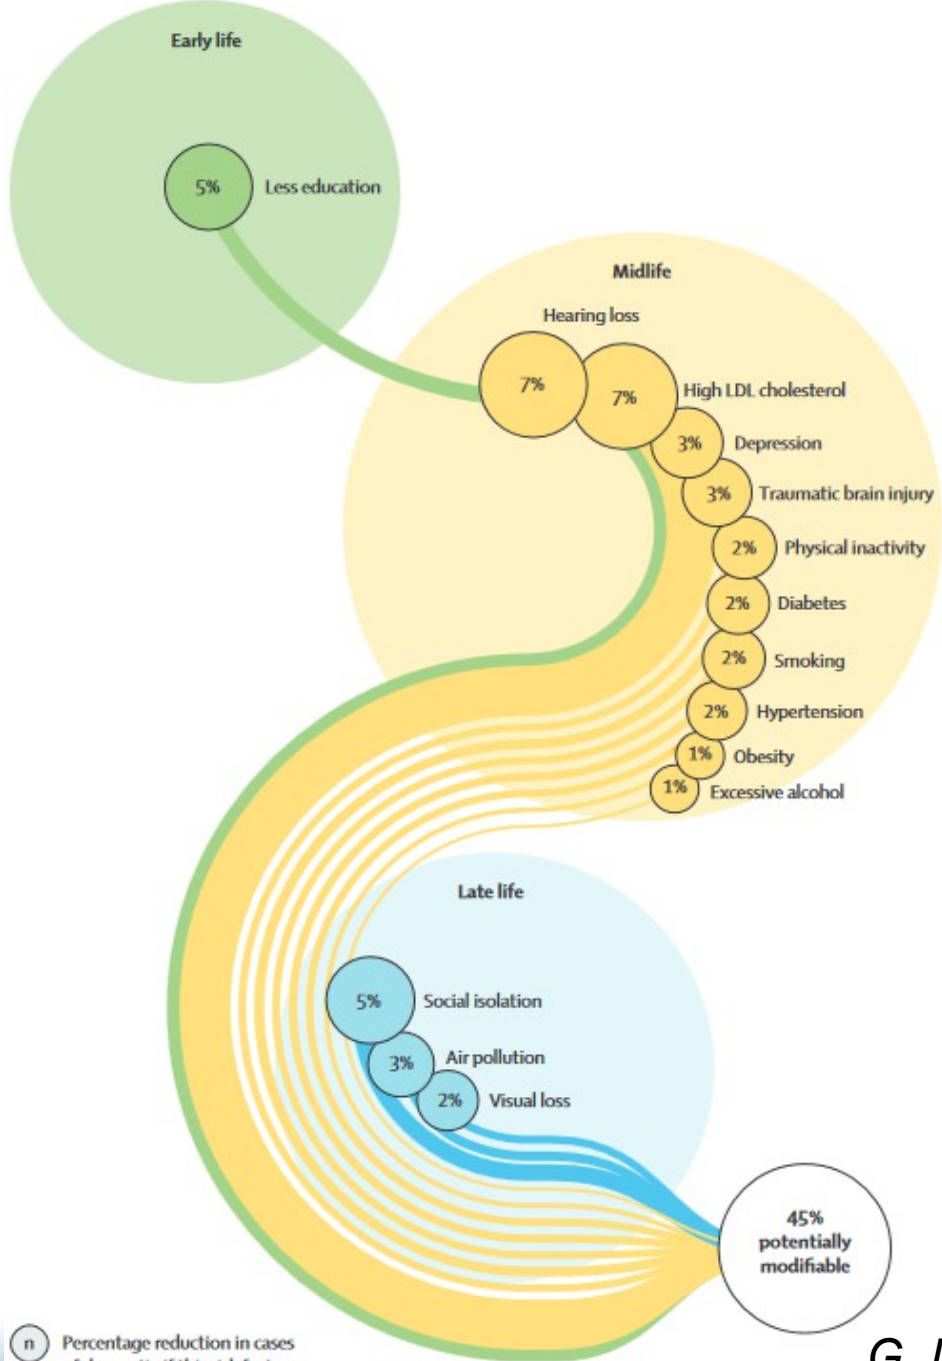 Early life
5%
Less education
Midlife
Hearing loss
7%
7%
High LDL cholesterol
3%
Depression
3%
Traumatic brain injury
2%
Physical inactivity
2%
Diabetes
2%
Smoking
2%
Hypertension
1%
Obesity
1%
Excessive alcohol
Late life
5%
Social isolation
3%
Air pollution
2%
Visual loss
45%
potentially
modifiable
n
Percentage reduction in cases
G.